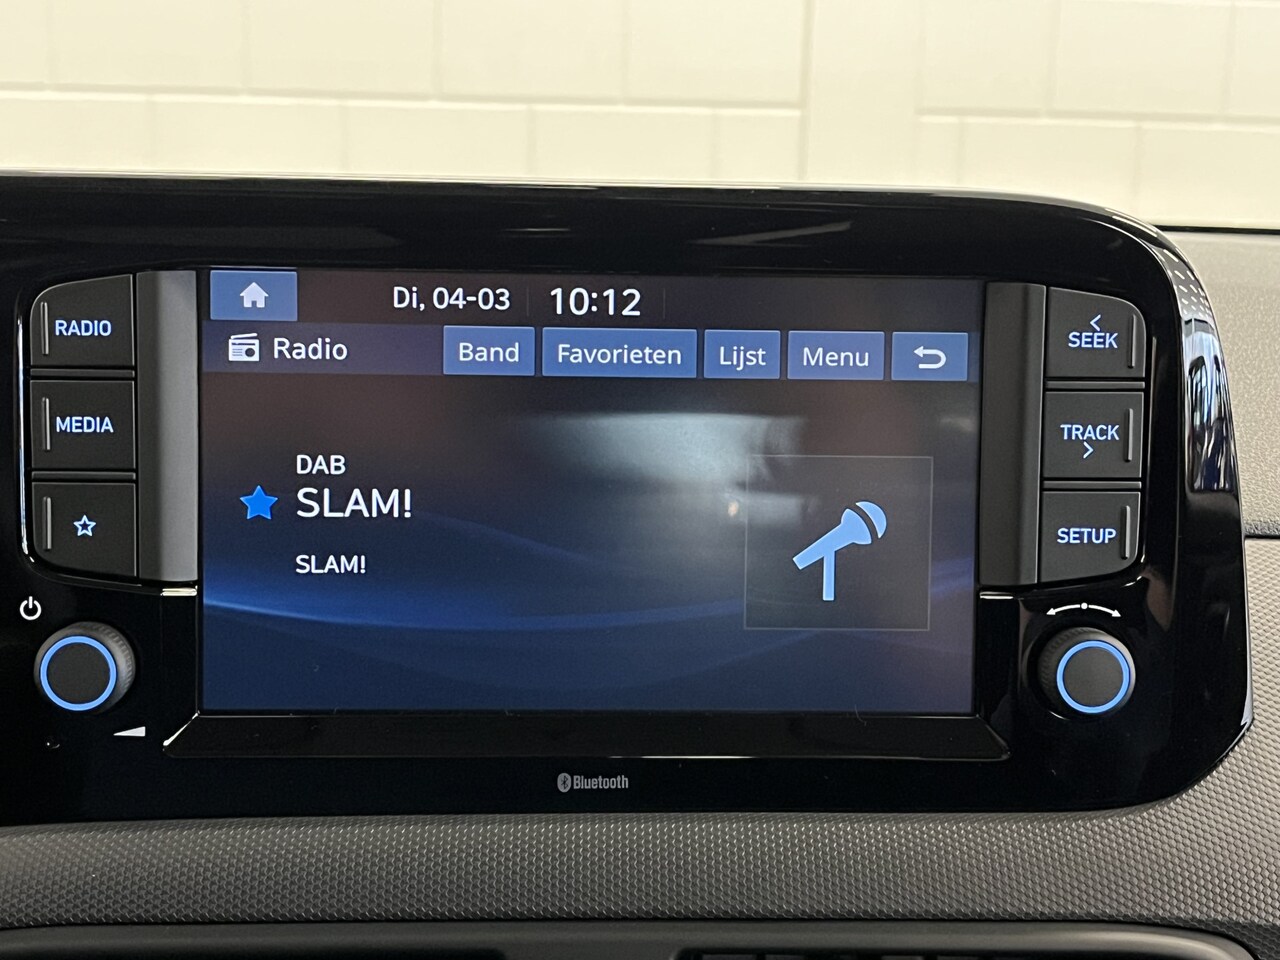 Di, 04-03 10:12
Radio Band Favorieten Lijst Menu
DAB
SLAM!
SLAM!
RADIO
MEDIA
SEEK
TRACK
SETUP
Bluetooth